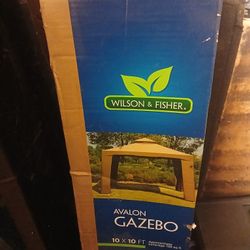 WILSON & FISHER®
AVALON
GAZEBO
10 X 10 FT